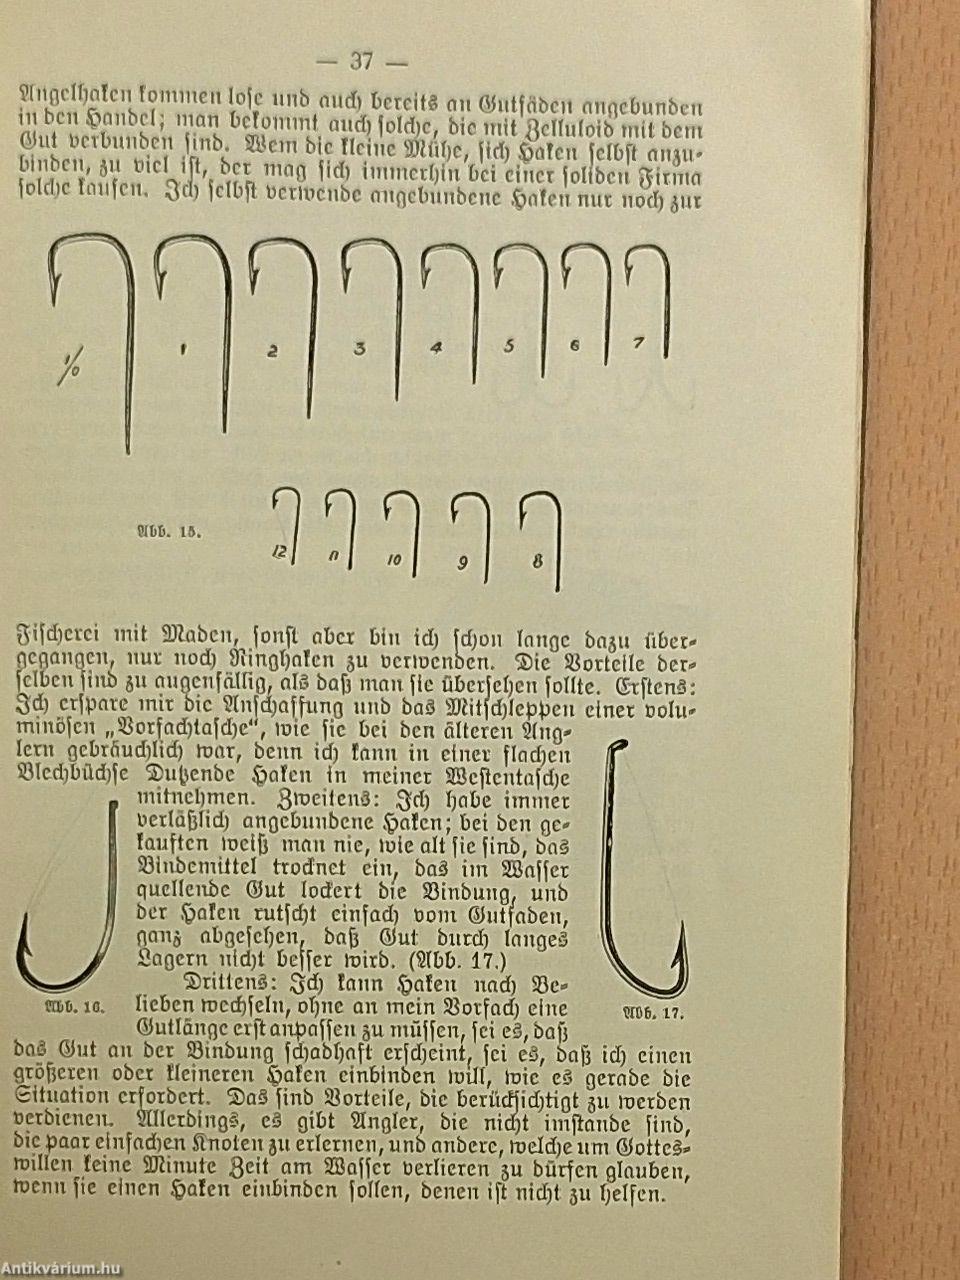 — 37 —
Angelhaken kommen lose und auch bereits an Gutfäden angebunden
in den Handel; man bekommt auch solche, die mit Zelluloid mit dem
Gut verbunden sind. Wem die kleine Mühe, sich Haken selbst anzu-
binden, zu viel ist, der mag sich immerhin bei einer soliden Firma
solche kaufen. Ich selbst verwende angebundene Haken nur noch zur
1/0 1 2 3 4 5 6 7
Abb. 15.
12 11 10 9 8
Fischerei mit Maden, sonst aber bin ich schon lange dazu über-
gegangen, nur noch Ringhaken zu verwenden. Die Vorteile der-
selben sind zu augenfällig, als daß man sie übersehen sollte. Erstens:
Ich erspare mir die Anschaffung und das Mitschleppen einer volu-
minösen „Vorfachtasche“, wie sie bei den älteren Ang-
lern gebräuchlich war, denn ich kann in einer flachen
Blechbüchse Dutzende Haken in meiner Westentasche
mitnehmen. Zweitens: Ich habe immer
verläßlich angebundene Haken; bei den ge-
kauften weiß man nie, wie alt sie sind, das
Bindemittel trocknet ein, das im Wasser
quellende Gut lockert die Bindung, und
der Haken rutscht einfach vom Gutfaden,
ganz abgesehen, daß Gut durch langes
Lagern nicht besser wird. (Abb. 17.)
Drittens: Ich kann Haken nach Be-
lieben wechseln, ohne an mein Vorfach eine
Gutlänge erst anpassen zu müssen, sei es, daß
Abb. 16.
Abb. 17.
das Gut an der Bindung schadhaft erscheint, sei es, daß ich einen
größeren oder kleineren Haken einbinden will, wie es gerade die
Situation erfordert. Das sind Vorteile, die berücksichtigt zu werden
verdienen. Allerdings, es gibt Angler, die nicht imstande sind,
die paar einfachen Knoten zu erlernen, und andere, welche um Gottes-
willen keine Minute Zeit am Wasser verlieren zu dürfen glauben,
wenn sie einen Haken einbinden sollen, denen ist nicht zu helfen.
Antikvárium.hu